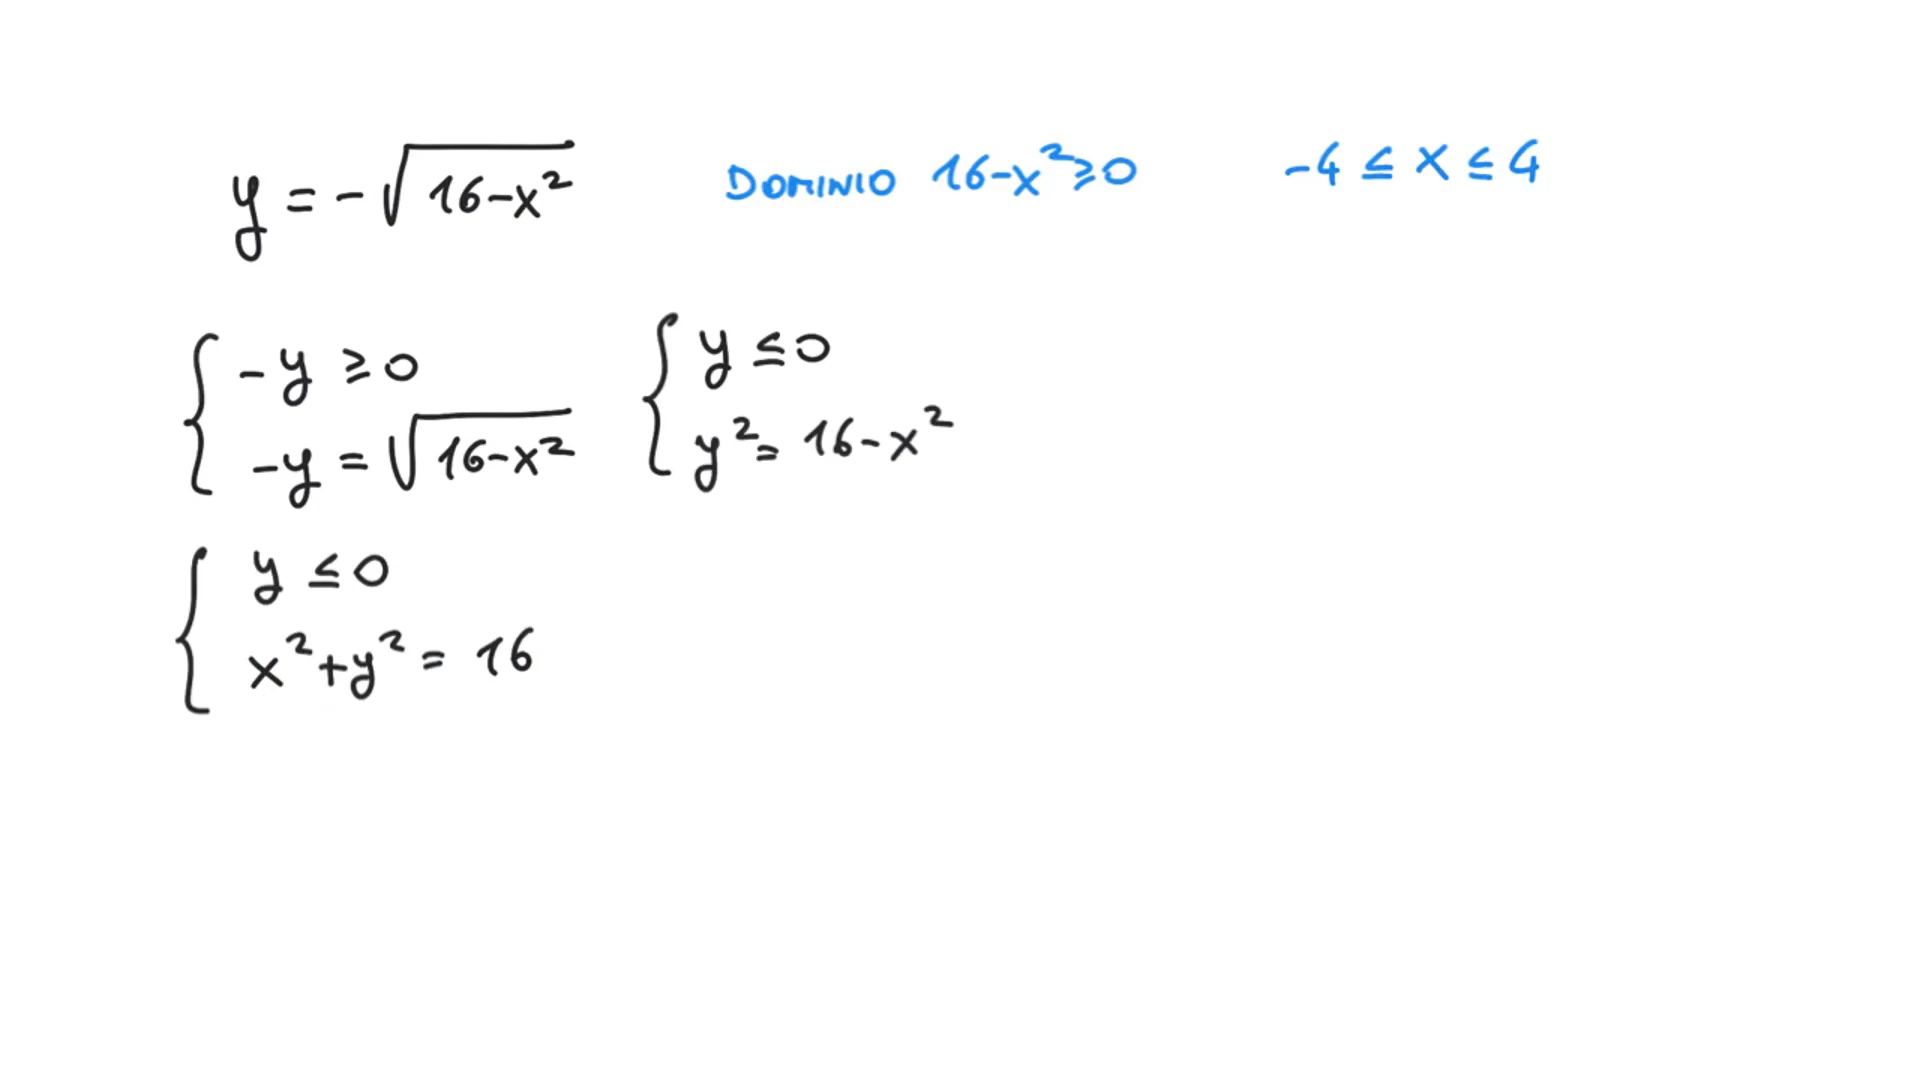 y = -√(16-x²) DOMINIO 16-x² ≥ 0 -4 ≤ x ≤ 4
{ -y ≥ 0 { y ≤ 0
-y = √(16-x²) y² = 16-x²
{ y ≤ 0
x²+y² = 16